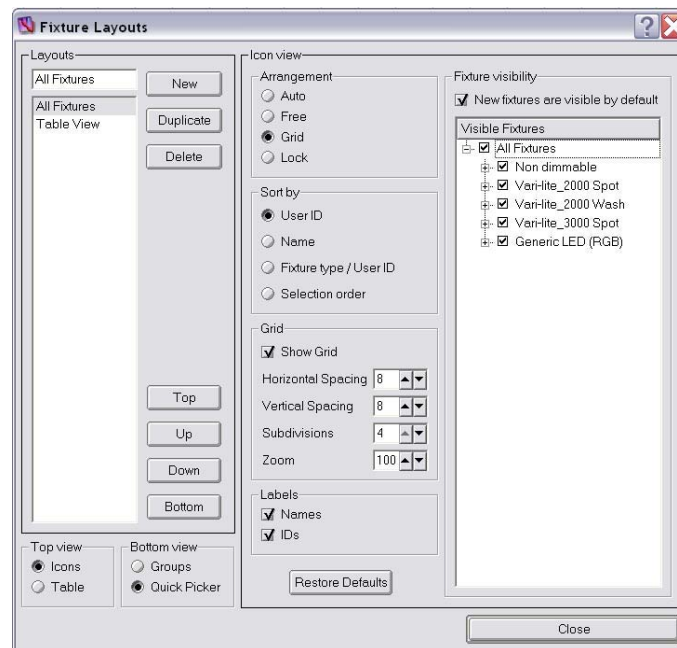 Fixture Layouts
?
Layouts
All Fixtures
New
All Fixtures
Table View
Duplicate
Delete
Top
Up
Down
Bottom
Top view
Icons
Table
Bottom view
Groups
Quick Picker
Icon view
Arrangement
Auto
Free
Grid
Lock
Sort by
User ID
Name
Fixture type / User ID
Selection order
Grid
Show Grid
Horizontal Spacing 8
Vertical Spacing 8
Subdivisions 4
Zoom 100
Labels
Names
IDs
Restore Defaults
Fixture visibility
New fixtures are visible by default
Visible Fixtures
All Fixtures
Non dimmable
Vari-lite_2000 Spot
Vari-lite_2000 Wash
Vari-lite_3000 Spot
Generic LED (RGB)
Close